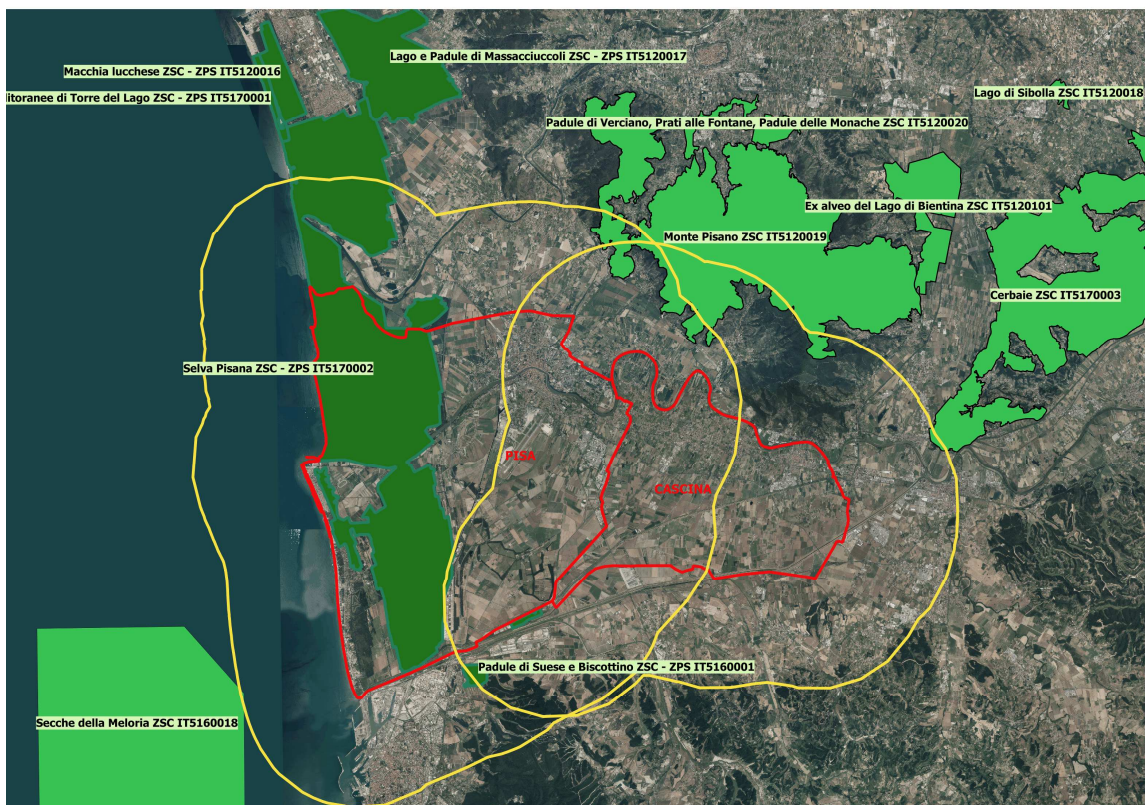 Lago e Padule di Massacciuccoli ZSC - ZPS IT5120017
Macchia lucchese ZSC - ZPS IT5120016
Lago di Sibolla ZSC IT5120018
litoranee di Torre del Lago ZSC - ZPS IT5170001
Padule di Verciano, Prati alle Fontane, Padule delle Monache ZSC IT5120020
Ex alveo del Lago di Bientina ZSC IT5120101
Monte Pisano ZSC IT5120019
Cerbaie ZSC IT5170003
Selva Pisana ZSC - ZPS IT5170002
PISA
CASCINA
Padule di Suese e Biscottino ZSC - ZPS IT5160001
Secche della Meloria ZSC IT5160018